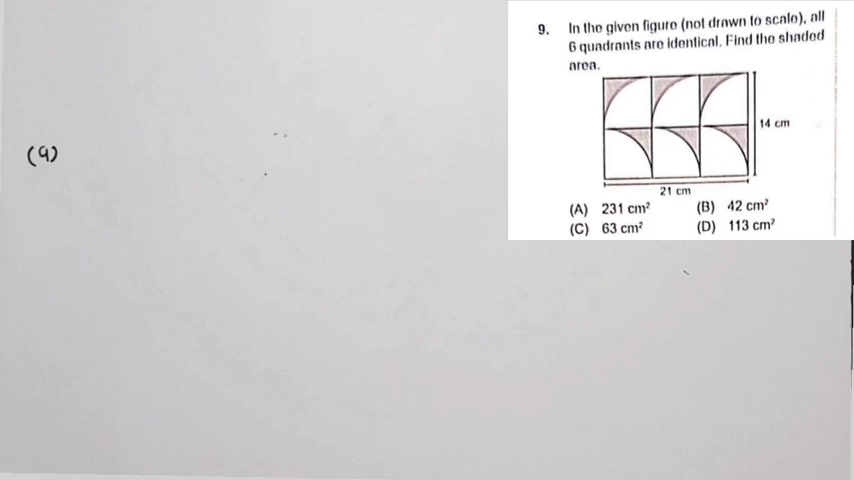 (9)
9. In the given figure (not drawn to scale), all
6 quadrants are identical. Find the shaded
area.
14 cm
21 cm
(A) 231 cm² (B) 42 cm²
(C) 63 cm² (D) 113 cm²